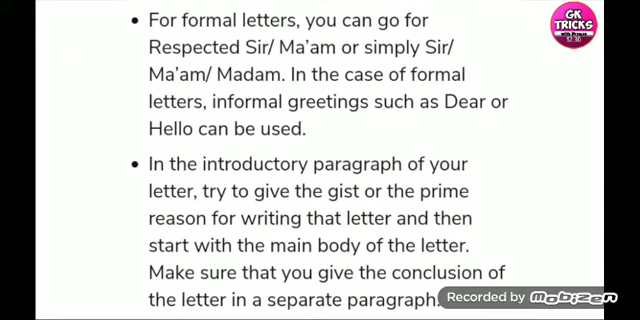 • For formal letters, you can go for
Respected Sir/ Ma'am or simply Sir/
Ma'am/ Madam. In the case of formal
letters, informal greetings such as Dear or
Hello can be used.
• In the introductory paragraph of your
letter, try to give the gist or the prime
reason for writing that letter and then
start with the main body of the letter.
Make sure that you give the conclusion of
the letter in a separate paragraph.
GK
TRICKS
Recorded by MOBIZEN